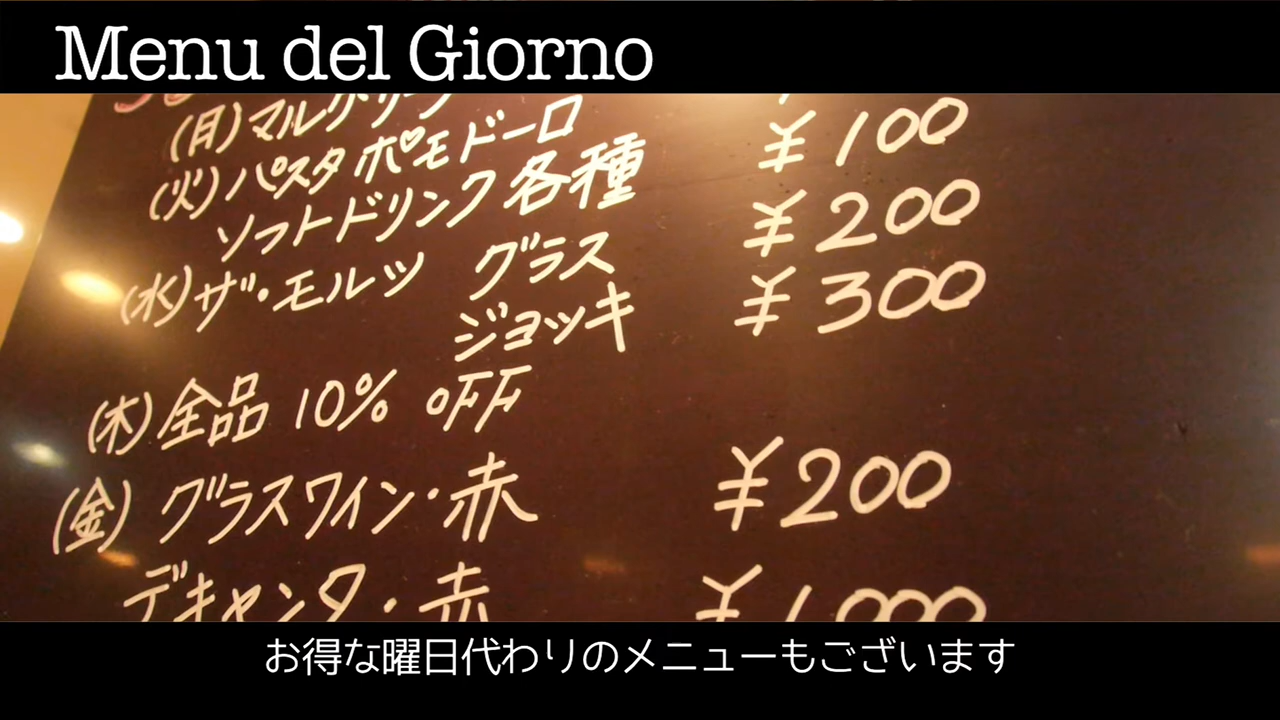 Menu del Giorno
(月)マルゲリータ
(火)パスタ ポモドーロ
ソフトドリンク各種 ¥100
(水)ザ・モルツ グラス ¥200
ジョッキ ¥300
(木)全品 10% OFF
(金)グラスワイン・赤 ¥200
デキャンタ・赤 ¥1,000
お得な曜日代わりのメニューもございます